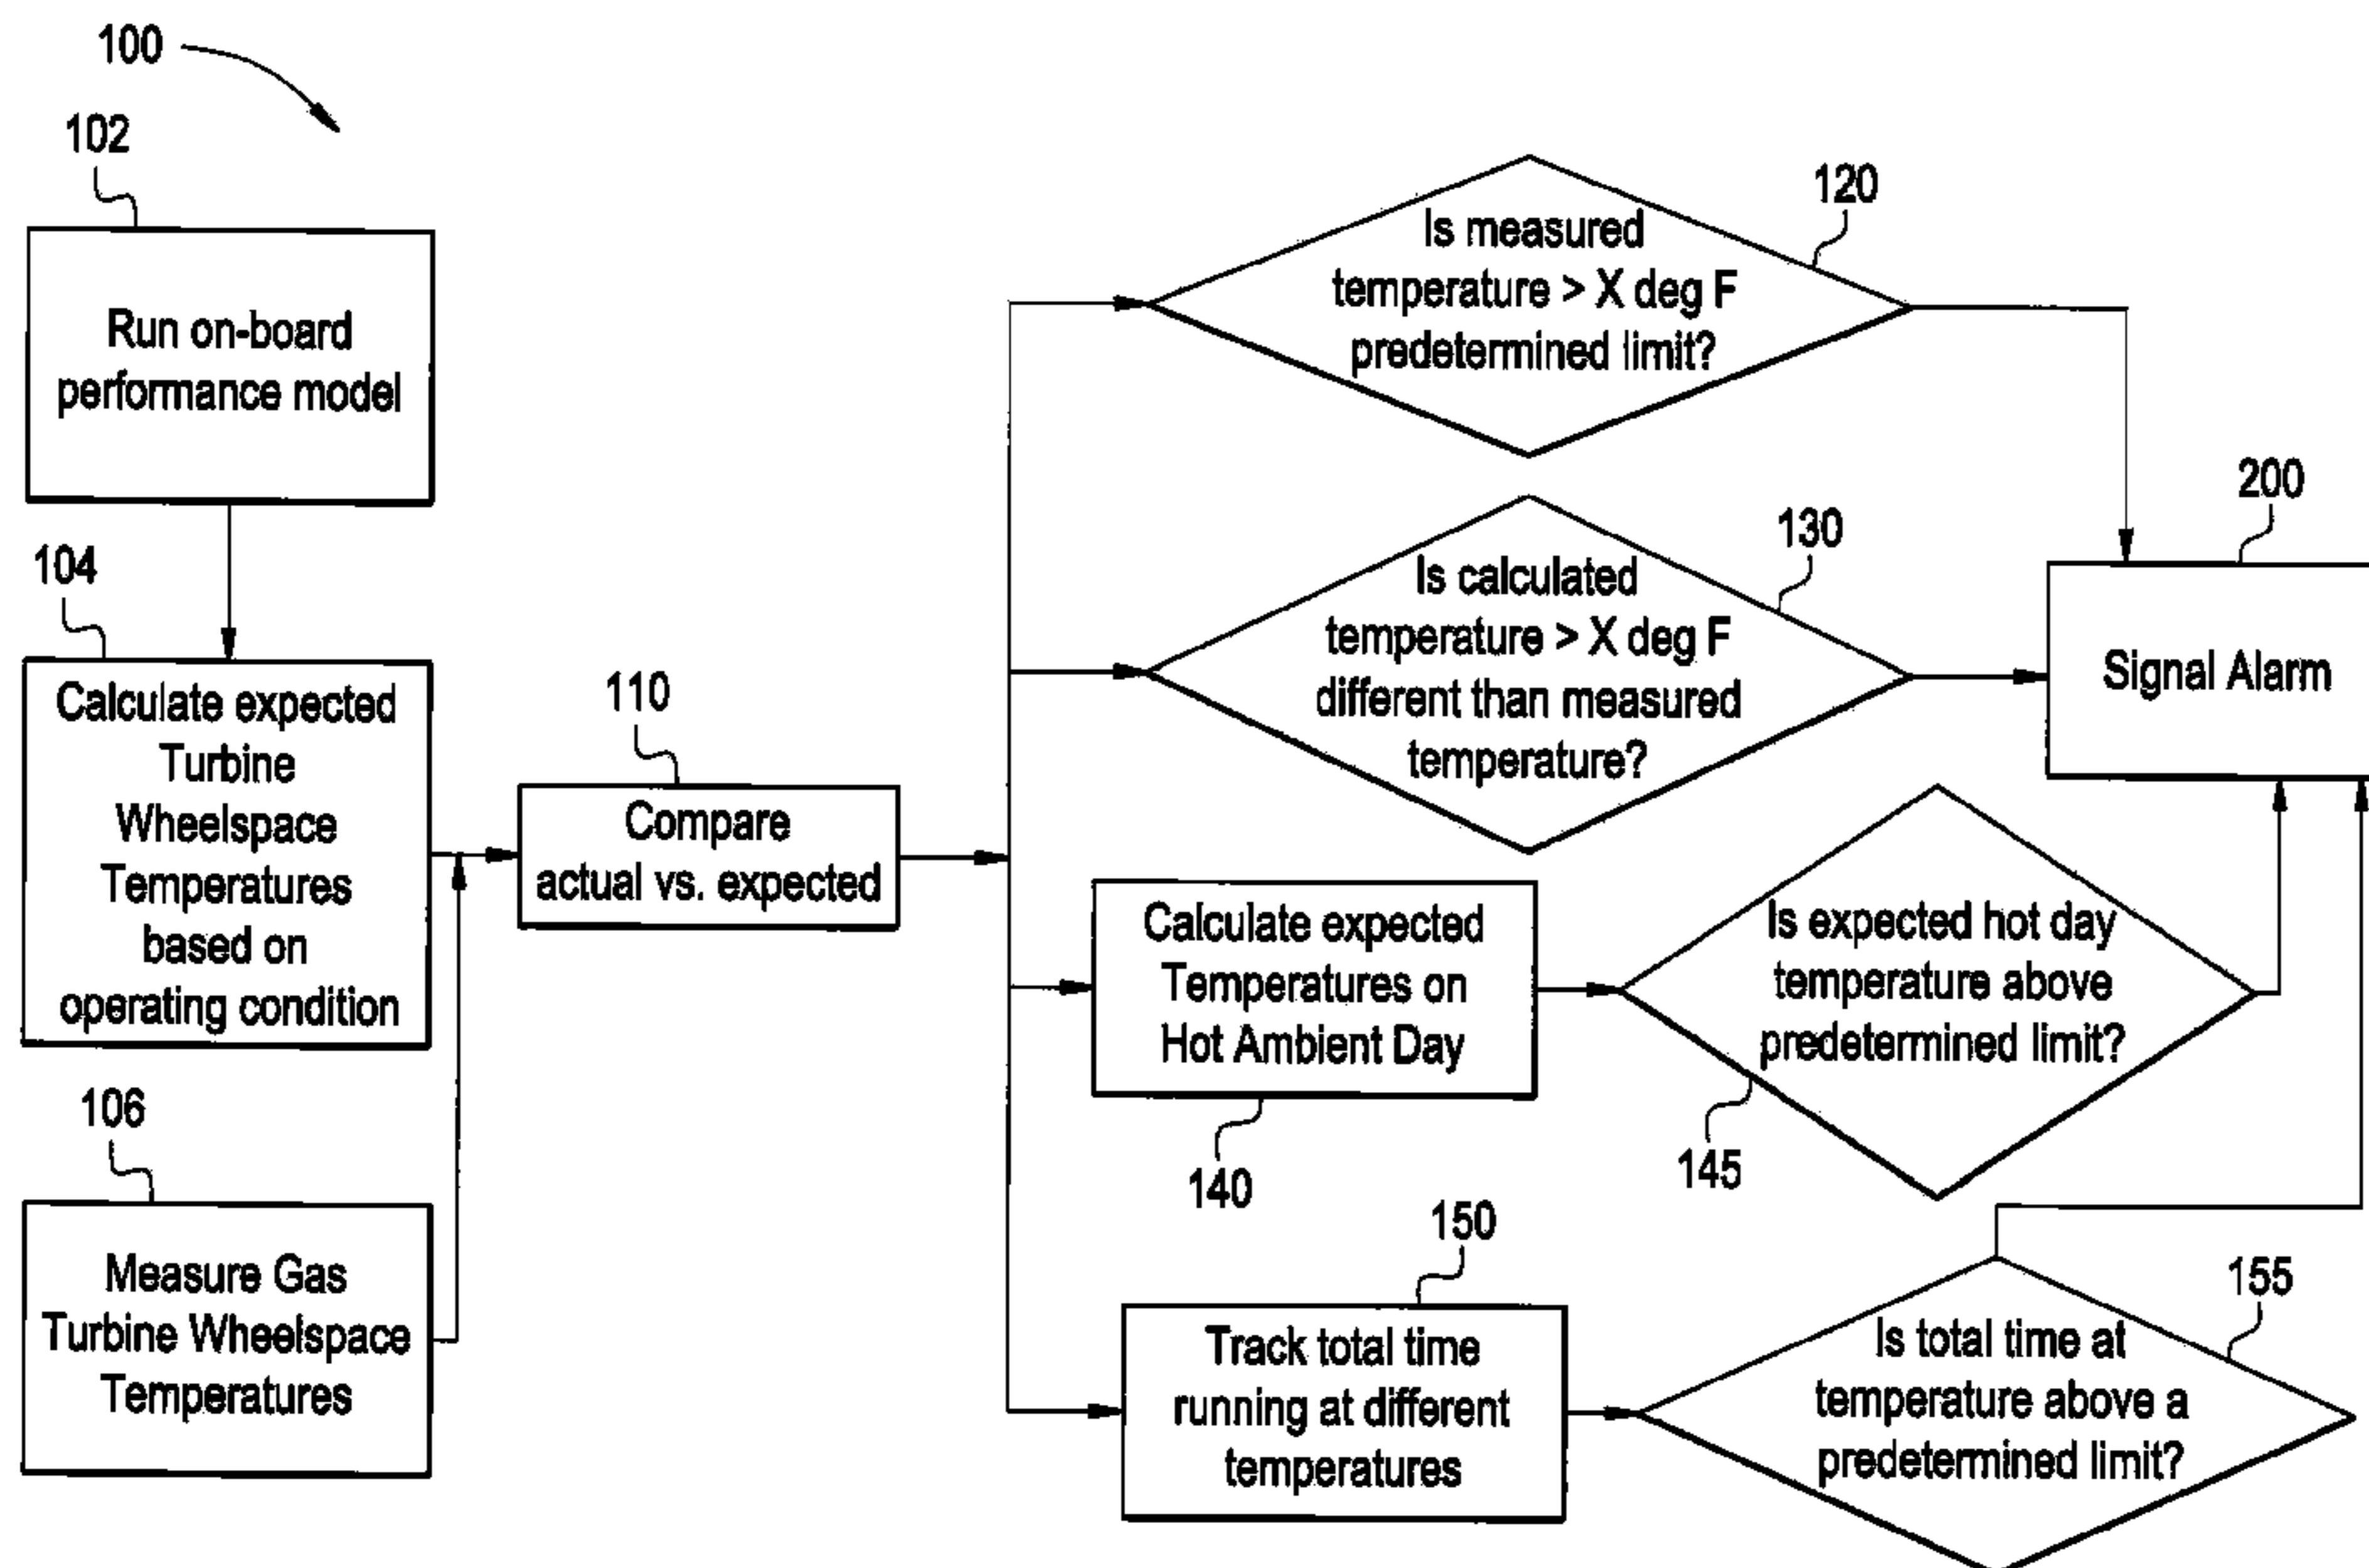 100
102
Run on-board
performance model
104
Calculate expected
Turbine
Wheelspace
Temperatures
based on
operating condition
106
Measure Gas
Turbine Wheelspace
Temperatures
110
Compare
actual vs. expected
120
Is measured
temperature > X deg F
predetermined limit?
130
Is calculated
temperature > X deg F
different than measured
temperature?
200
Signal Alarm
Calculate expected
Temperatures on
Hot Ambient Day
140
Is expected hot day
temperature above
predetermined limit?
145
150
Track total time
running at different
temperatures
155
Is total time at
temperature above a
predetermined limit?